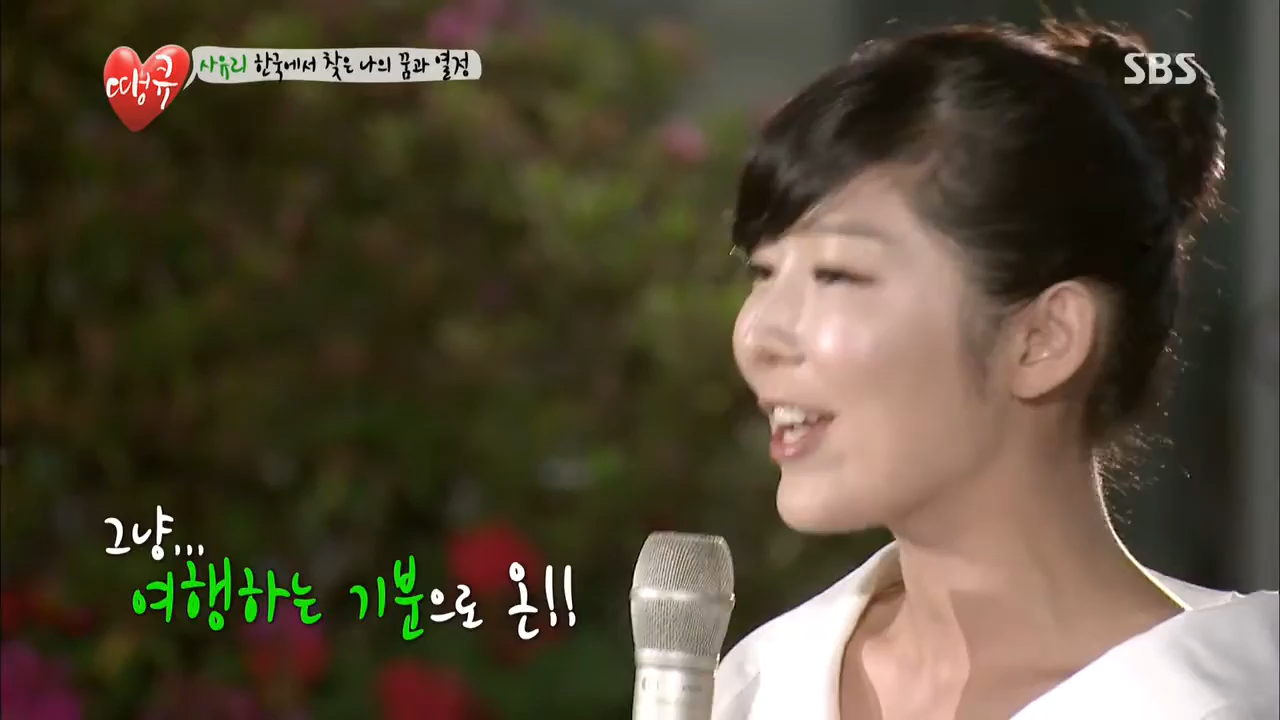 땡큐
사유리 한국에서 찾은 나의 꿈과 열정
SBS
그냥...
여행하는 기분으로 온!!